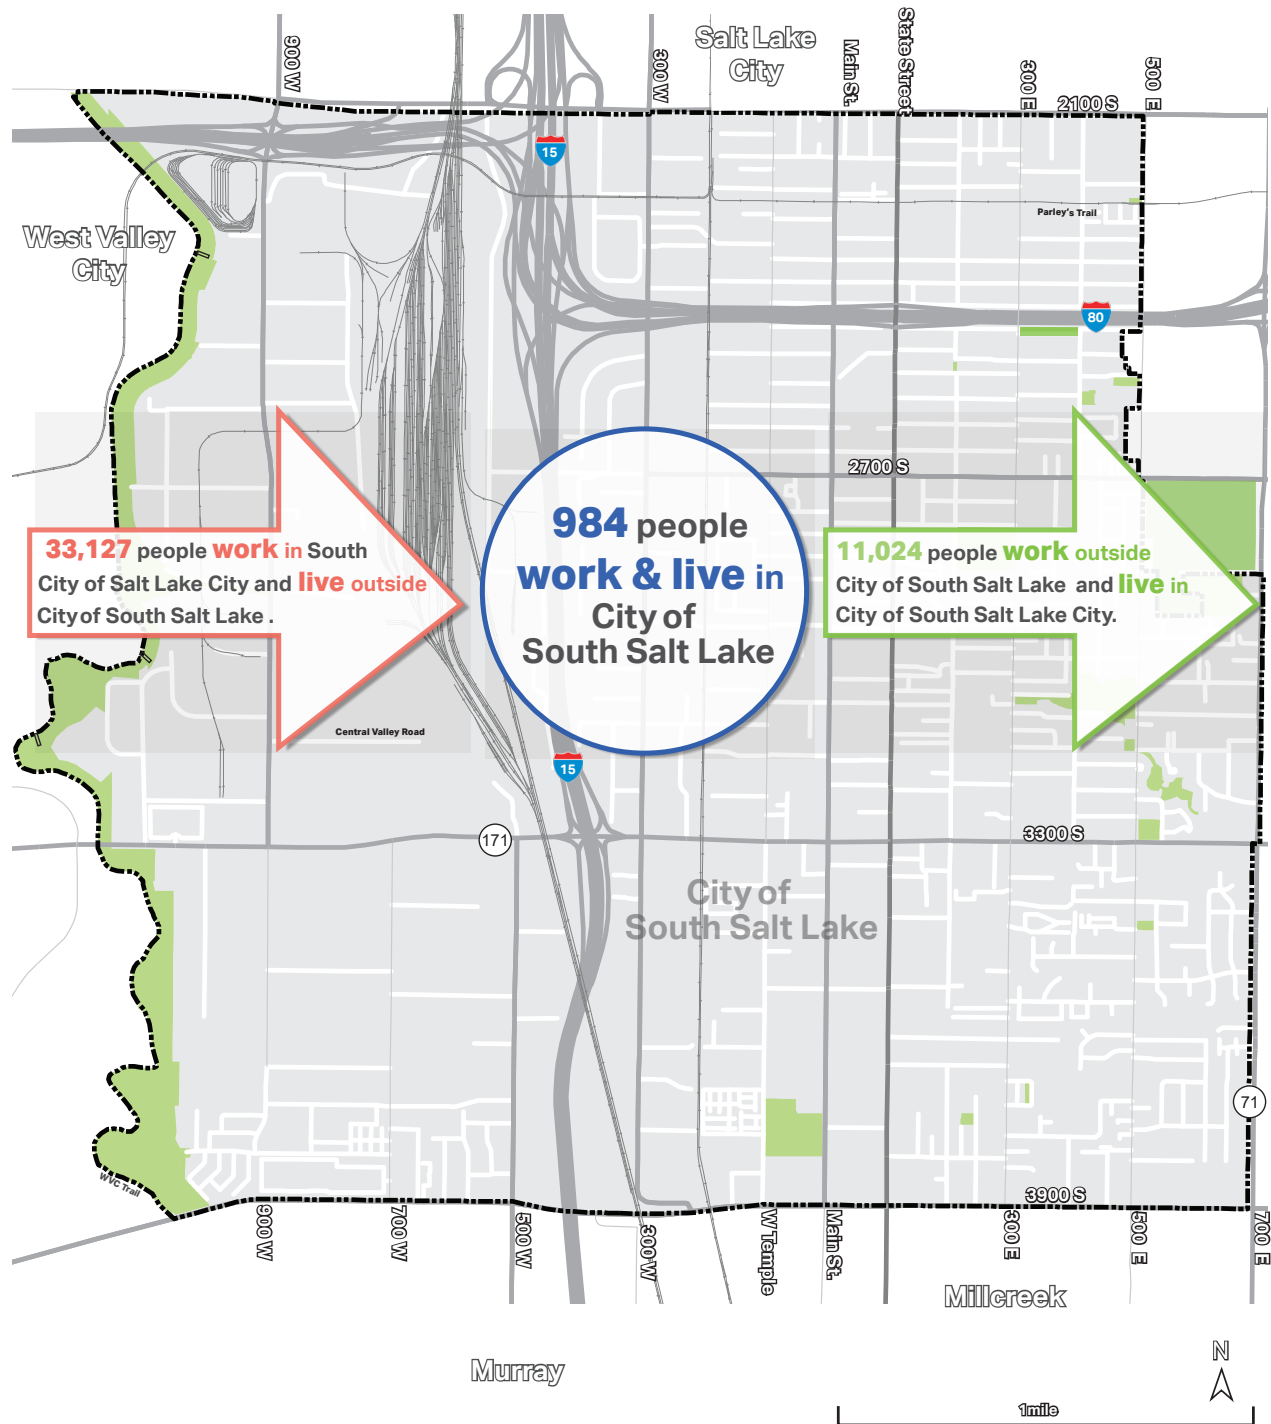 Salt Lake
City
900 W
300 W
Main St.
State Street
300 E
2100 S
500 E
15
Parley's Trail
West Valley
City
80
2700 S
33,127 people work in South
City of Salt Lake City and live outside
City of South Salt Lake .
984 people
work & live in
City of
South Salt Lake
11,024 people work outside
City of South Salt Lake and live in
City of South Salt Lake City.
Central Valley Road
15
171
3300 S
City of
South Salt Lake
71
WVC Trail
3900 S
900 W
700 W
500 W
300 W
W Temple
Main St.
300 E
500 E
700 E
Millcreek
Murray
N
1mile